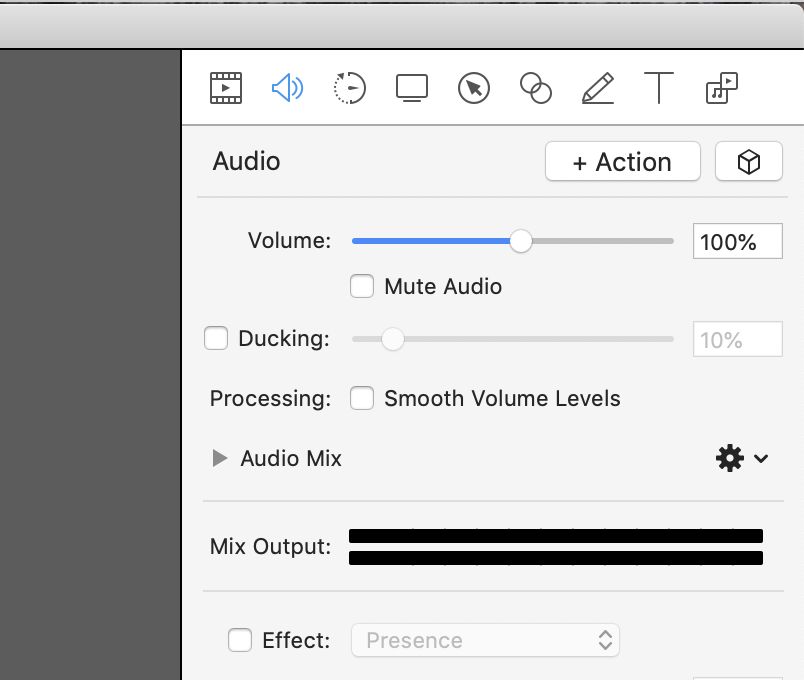 Audio
+ Action
Volume:
100%
Mute Audio
Ducking:
10%
Processing:
Smooth Volume Levels
Audio Mix
Mix Output:
Effect:
Presence